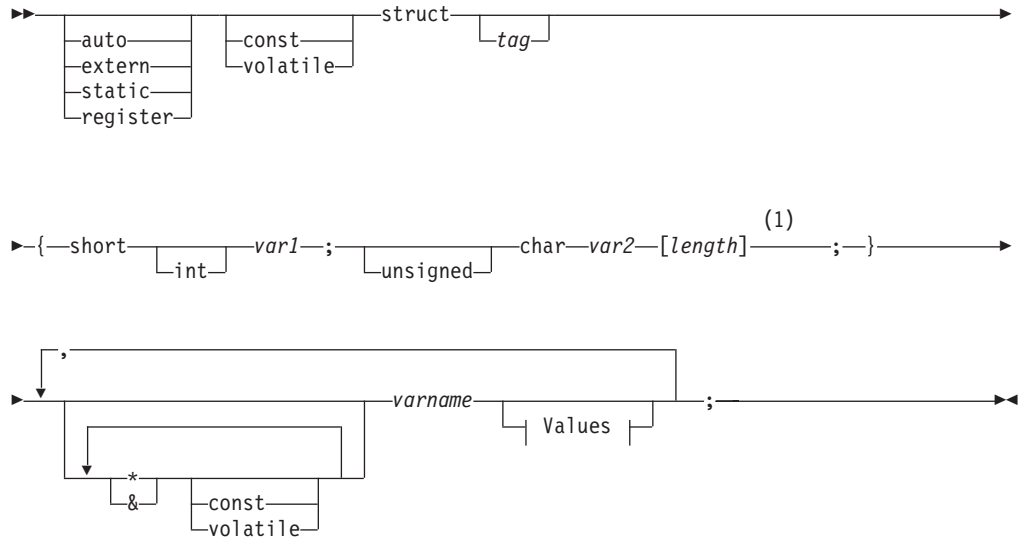 struct
auto
extern
static
register
const
volatile
tag
(1)
{ short var1 ; char var2 [length] ; }
int
unsigned
,
varname ;
Values
*
&
const
volatile